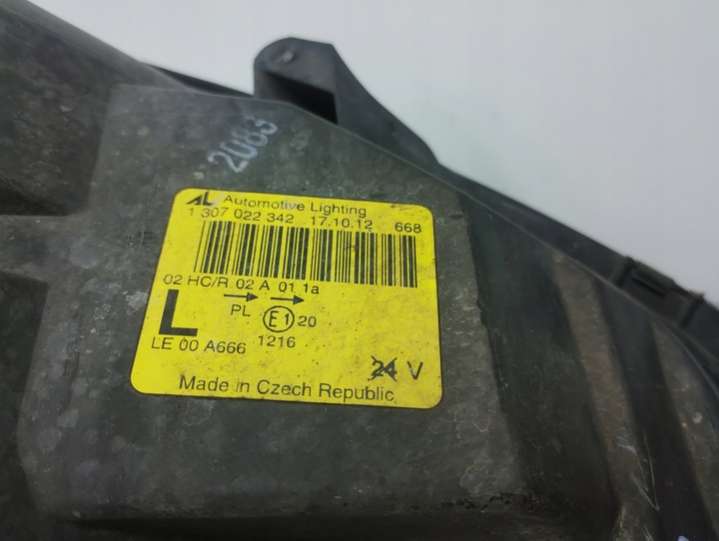 2083
AL Automotive Lighting
1 307 022 342 17.10.12 668
02 HC/R 02 A 01 1a
PL E1 20
L
LE 00 A666 1216
24 V
Made in Czech Republic